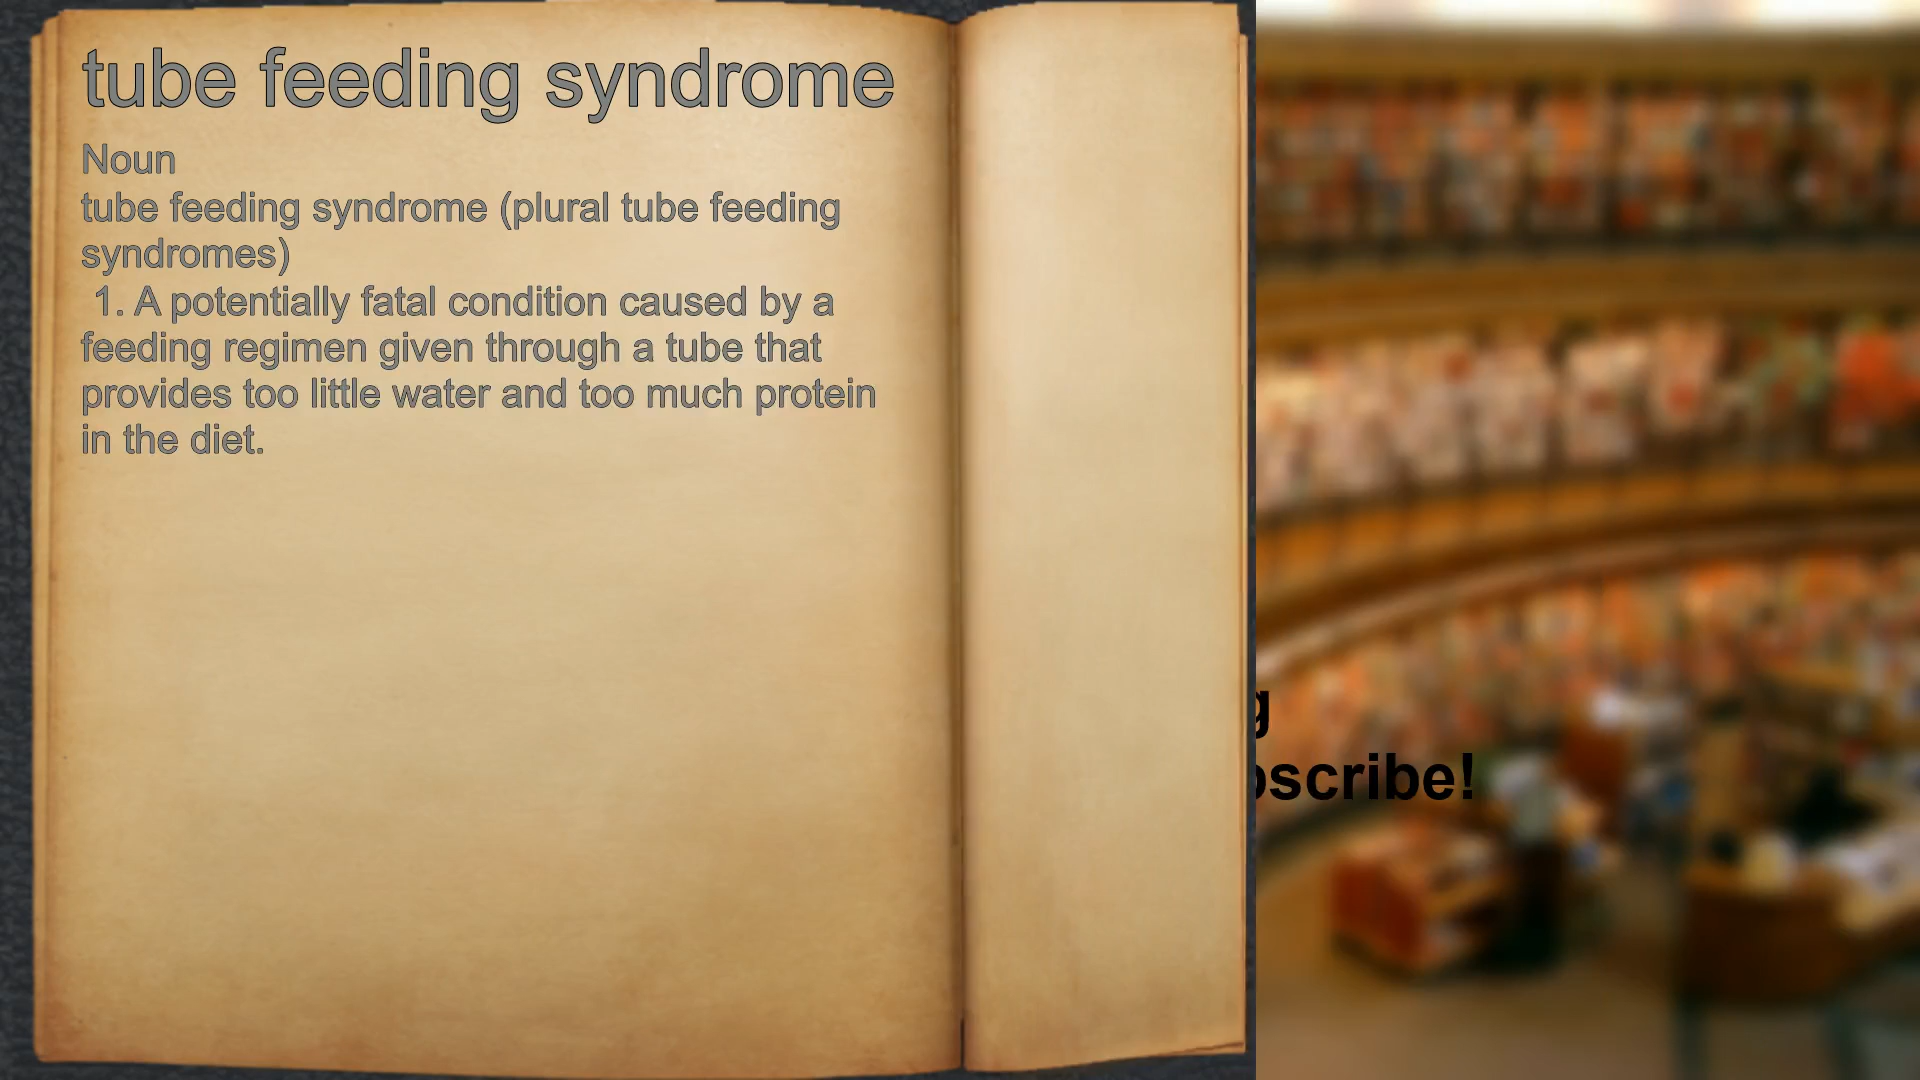 tube feeding syndrome
Noun
tube feeding syndrome (plural tube feeding
syndromes)
1. A potentially fatal condition caused by a
feeding regimen given through a tube that
provides too little water and too much protein
in the diet.